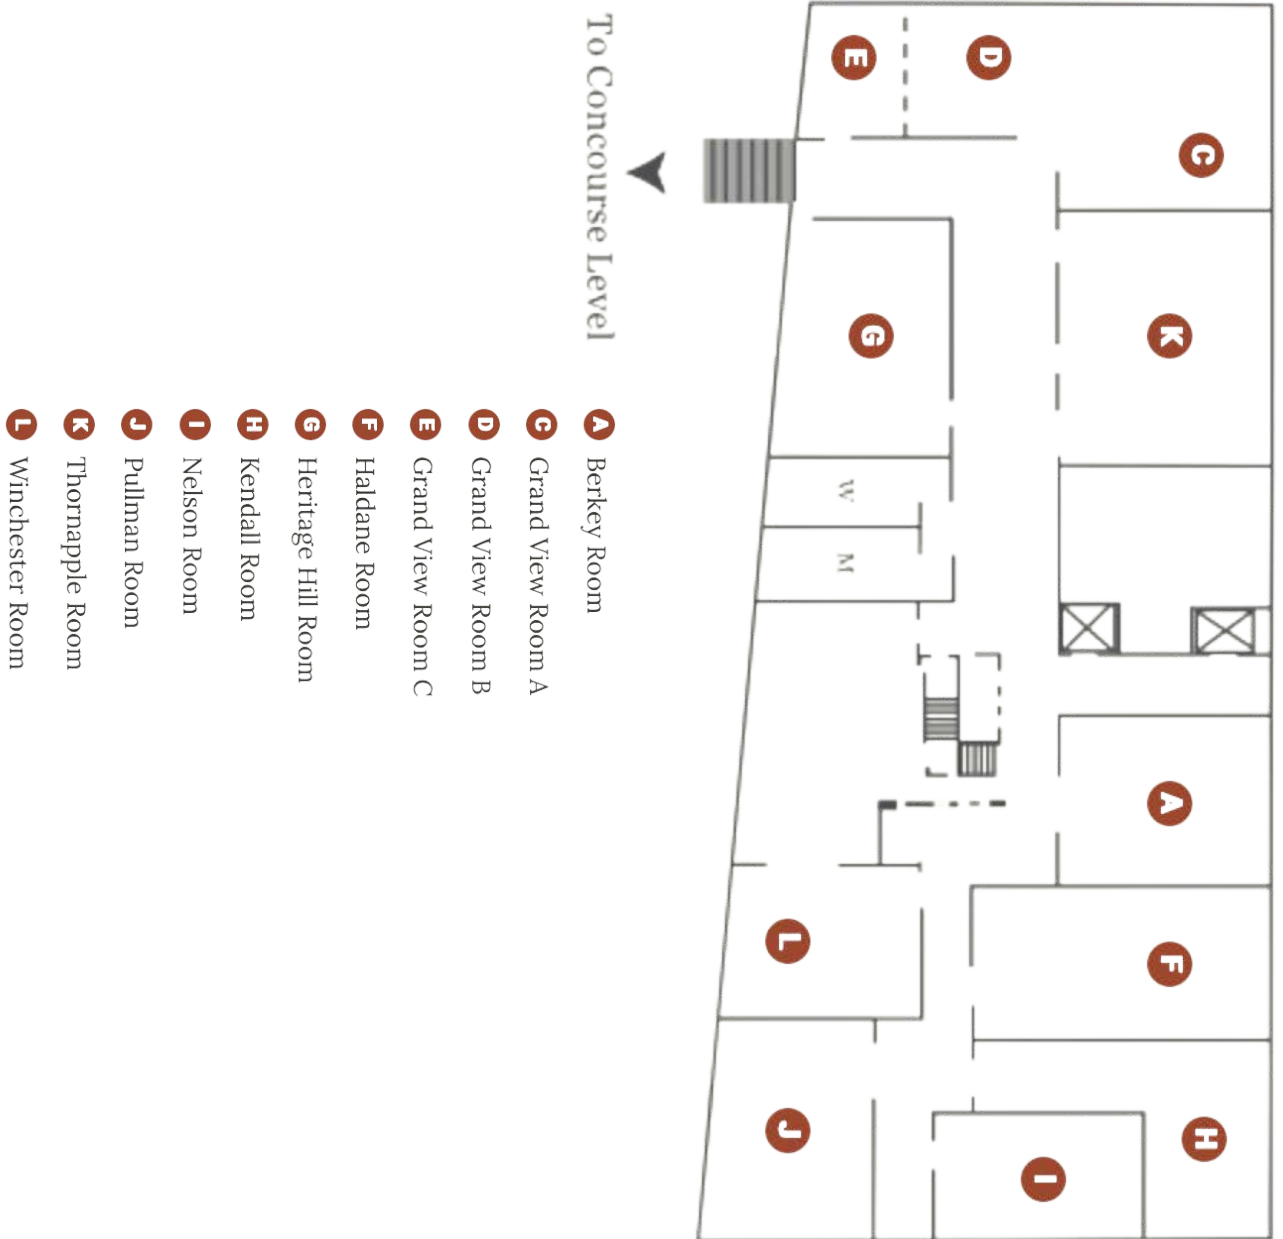 E
D
C
K
G
W
M
A
F
L
H
J
I
To Concourse Level
A Berkey Room
C Grand View Room A
D Grand View Room B
E Grand View Room C
F Haldane Room
G Heritage Hill Room
H Kendall Room
I Nelson Room
J Pullman Room
K Thornapple Room
L Winchester Room